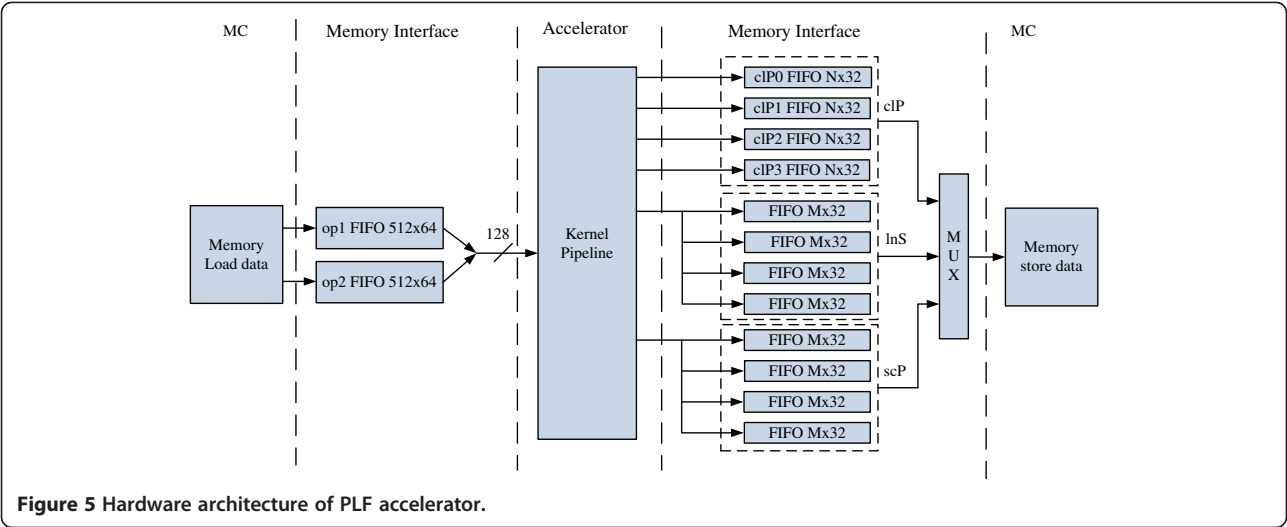 MC
Memory Interface
Accelerator
Memory Interface
MC
Memory
Load data
op1 FIFO 512x64
op2 FIFO 512x64
128
Kernel
Pipeline
clP0 FIFO Nx32
clP1 FIFO Nx32
clP2 FIFO Nx32
clP3 FIFO Nx32
clP
FIFO Mx32
FIFO Mx32
FIFO Mx32
FIFO Mx32
lnS
FIFO Mx32
FIFO Mx32
FIFO Mx32
FIFO Mx32
scP
M
U
X
Memory
store data
Figure 5 Hardware architecture of PLF accelerator.